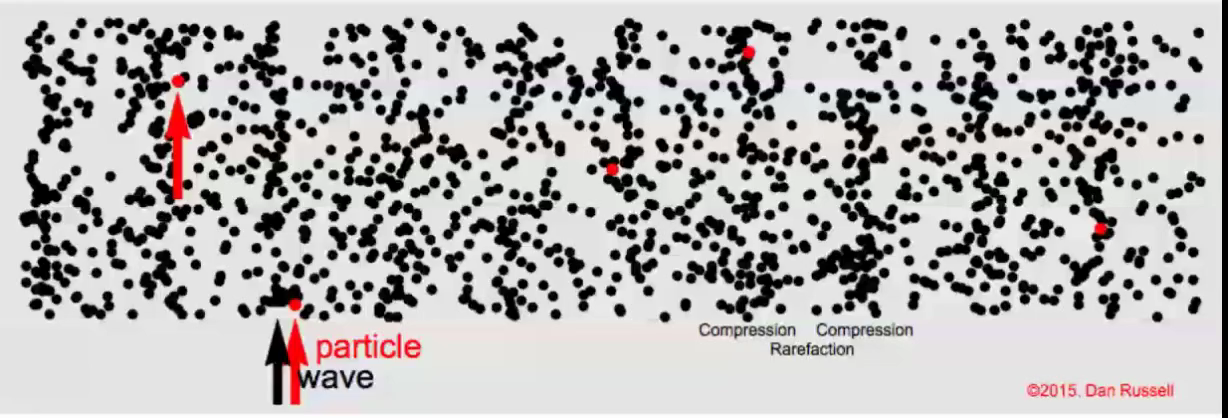 Compression Compression
Rarefaction
particle
wave
©2015, Dan Russell